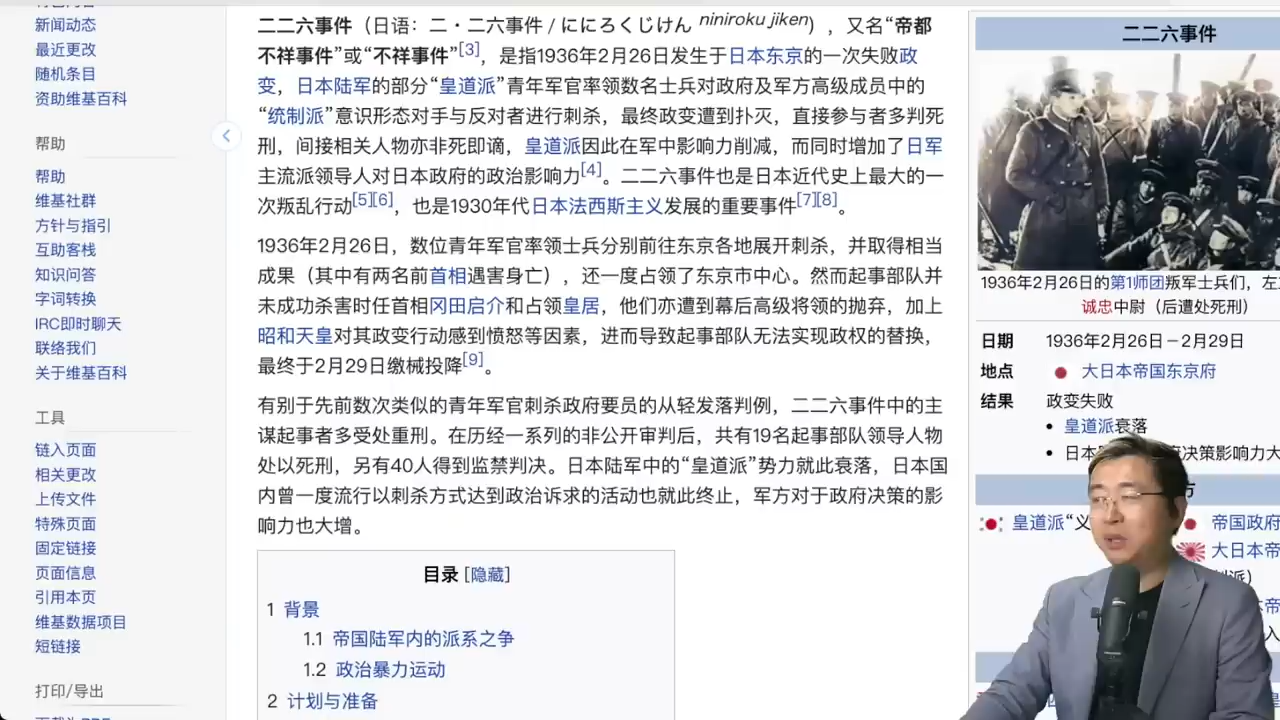 新闻动态
最近更改
随机条目
资助维基百科
帮助
帮助
维基社群
方针与指引
互助客栈
知识问答
字词转换
IRC即时聊天
联络我们
关于维基百科
工具
链入页面
相关更改
上传文件
特殊页面
固定链接
页面信息
引用本页
维基数据项目
短链接
打印/导出
二二六事件（日语：二・二六事件 / ににろくじけん niniroku jiken），又名“帝都
不祥事件”或“不祥事件”[3]，是指1936年2月26日发生于日本东京的一次失败政
变，日本陆军的部分“皇道派”青年军官率领数名士兵对政府及军方高级成员中的
“统制派”意识形态对手与反对者进行刺杀，最终政变遭到扑灭，直接参与者多判死
刑，间接相关人物亦非死即谪，皇道派因此在军中影响力削减，而同时增加了日军
主流派领导人对日本政府的政治影响力[4]。二二六事件也是日本近代史上最大的一
次叛乱行动[5][6]，也是1930年代日本法西斯主义发展的重要事件[7][8]。
1936年2月26日，数位青年军官率领士兵分别前往东京各地展开刺杀，并取得相当
成果（其中有两名前首相遇害身亡），还一度占领了东京市中心。然而起事部队并
未成功杀害时任首相冈田启介和占领皇居，他们亦遭到幕后高级将领的抛弃，加上
昭和天皇对其政变行动感到愤怒等因素，进而导致起事部队无法实现政权的替换，
最终于2月29日缴械投降[9]。
有别于先前数次类似的青年军官刺杀政府要员的从轻发落判例，二二六事件中的主
谋起事者多受处重刑。在历经一系列的非公开审判后，共有19名起事部队领导人物
处以死刑，另有40人得到监禁判决。日本陆军中的“皇道派”势力就此衰落，日本国
内曾一度流行以刺杀方式达到政治诉求的活动也就此终止，军方对于政府决策的影
响力也大增。
目录 [隐藏]
1 背景
1.1 帝国陆军内的派系之争
1.2 政治暴力运动
2 计划与准备
二二六事件
1936年2月26日的第1师团叛军士兵们，左
诚忠中尉（后遭处死刑）
日期 1936年2月26日－2月29日
地点 大日本帝国东京府
结果 政变失败
• 皇道派衰落
• 日本 决策影响力大
方
皇道派“义 帝国政府
大日本帝